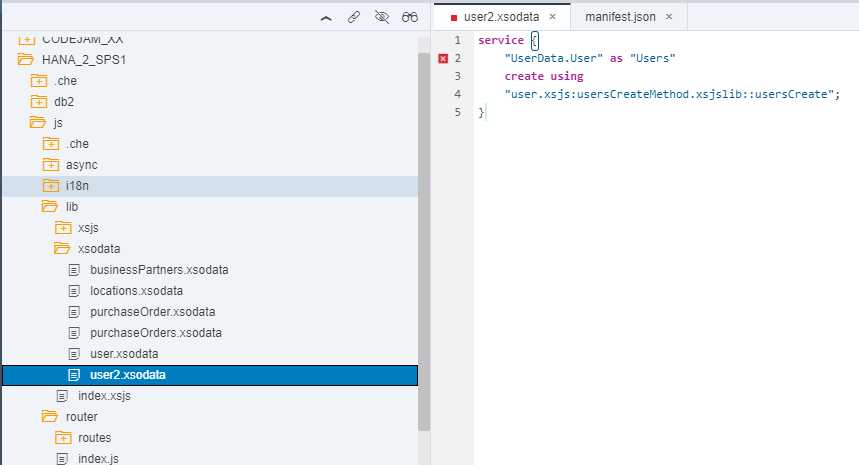 CODEJAM_XX
HANA_2_SPS1
.che
db2
js
.che
async
i18n
lib
xsjs
xsodata
businessPartners.xsodata
locations.xsodata
purchaseOrder.xsodata
purchaseOrders.xsodata
user.xsodata
user2.xsodata
index.xsjs
router
routes
index.js
user2.xsodata × manifest.json ×
1 service {
2 "UserData.User" as "Users"
3 create using
4 "user.xsjs:usersCreateMethod.xsjslib::usersCreate";
5 }